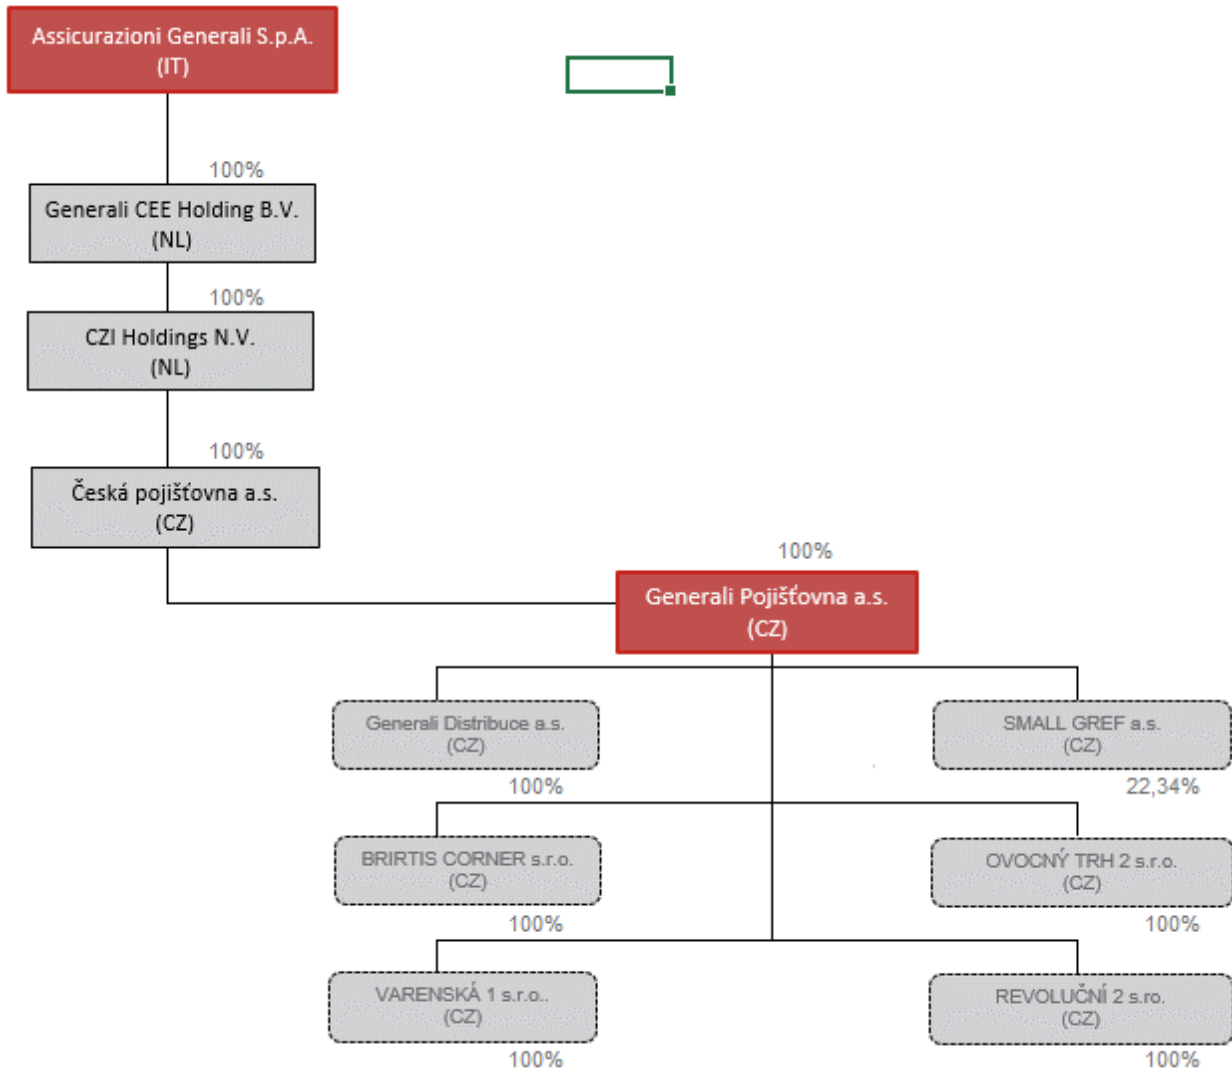 Assicurazioni Generali S.p.A.
(IT)
100%
Generali CEE Holding B.V.
(NL)
100%
CZI Holdings N.V.
(NL)
100%
Česká pojišťovna a.s.
(CZ)
100%
Generali Pojišťovna a.s.
(CZ)
Generali Distribuce a.s.
(CZ)
100%
SMALL GREF a.s.
(CZ)
22,34%
BRIRTIS CORNER s.r.o.
(CZ)
100%
OVOCNÝ TRH 2 s.r.o.
(CZ)
100%
VARENSKÁ 1 s.r.o..
(CZ)
100%
REVOLUČNÍ 2 s.ro.
(CZ)
100%